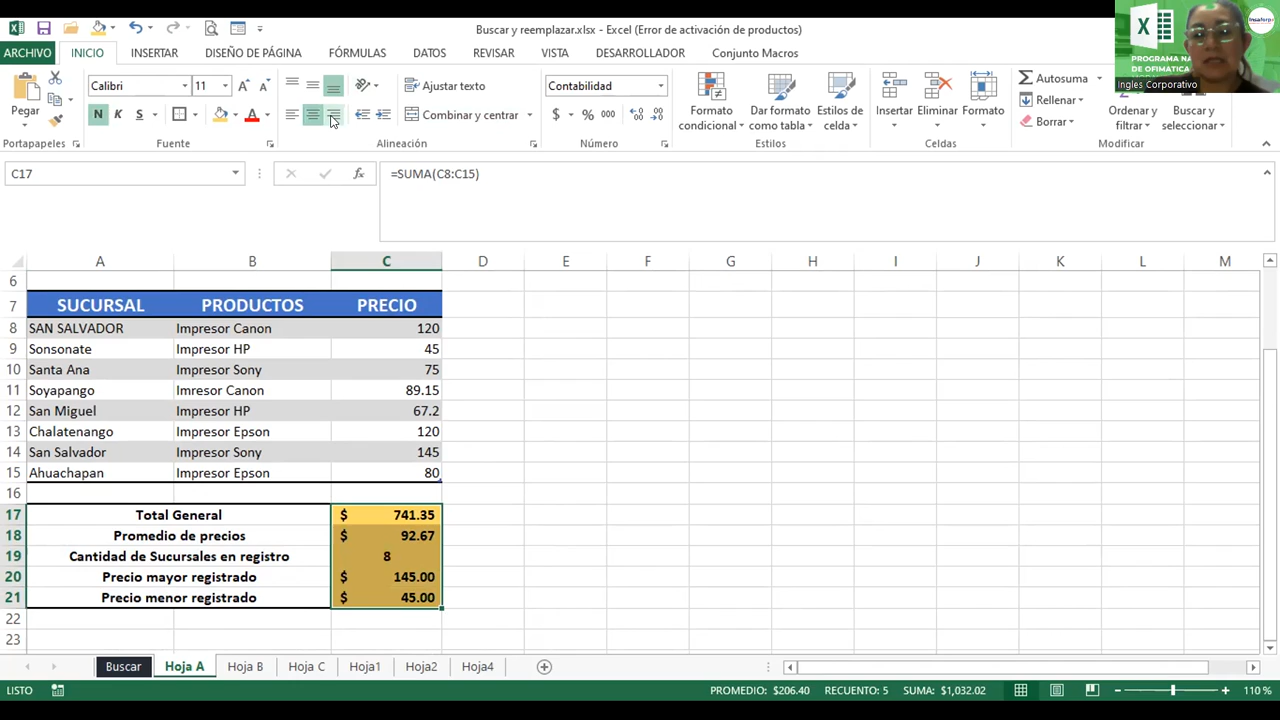 Buscar y reemplazar.xlsx - Excel (Error de activación de productos)
ARCHIVO INICIO INSERTAR DISEÑO DE PÁGINA FÓRMULAS DATOS REVISAR VISTA DESARROLLADOR Conjunto Macros
PROGRAMA NA
DE OFIMÁTICA
Ingles Corporativo
Pegar
Calibri 11
N K S
Ajustar texto
Combinar y centrar
Contabilidad
$ % 000
Formato condicional
Dar formato como tabla
Estilos de celda
Insertar Eliminar Formato
Autosuma
Rellenar
Borrar
Ordenar y filtrar
Buscar y seleccionar
Portapapeles Fuente Alineación Número Estilos Celdas Modificar
C17 fx =SUMA(C8:C15)
A B C D E F G H I J K L M
6
7 SUCURSAL PRODUCTOS PRECIO
8 SAN SALVADOR Impresor Canon 120
9 Sonsonate Impresor HP 45
10 Santa Ana Impresor Sony 75
11 Soyapango Imresor Canon 89.15
12 San Miguel Impresor HP 67.2
13 Chalatenango Impresor Epson 120
14 San Salvador Impresor Sony 145
15 Ahuachapan Impresor Epson 80
16
17 Total General $ 741.35
18 Promedio de precios $ 92.67
19 Cantidad de Sucursales en registro 8
20 Precio mayor registrado $ 145.00
21 Precio menor registrado $ 45.00
22
23
Buscar Hoja A Hoja B Hoja C Hoja1 Hoja2 Hoja4
LISTO PROMEDIO: $206.40 RECUENTO: 5 SUMA: $1,032.02 110 %